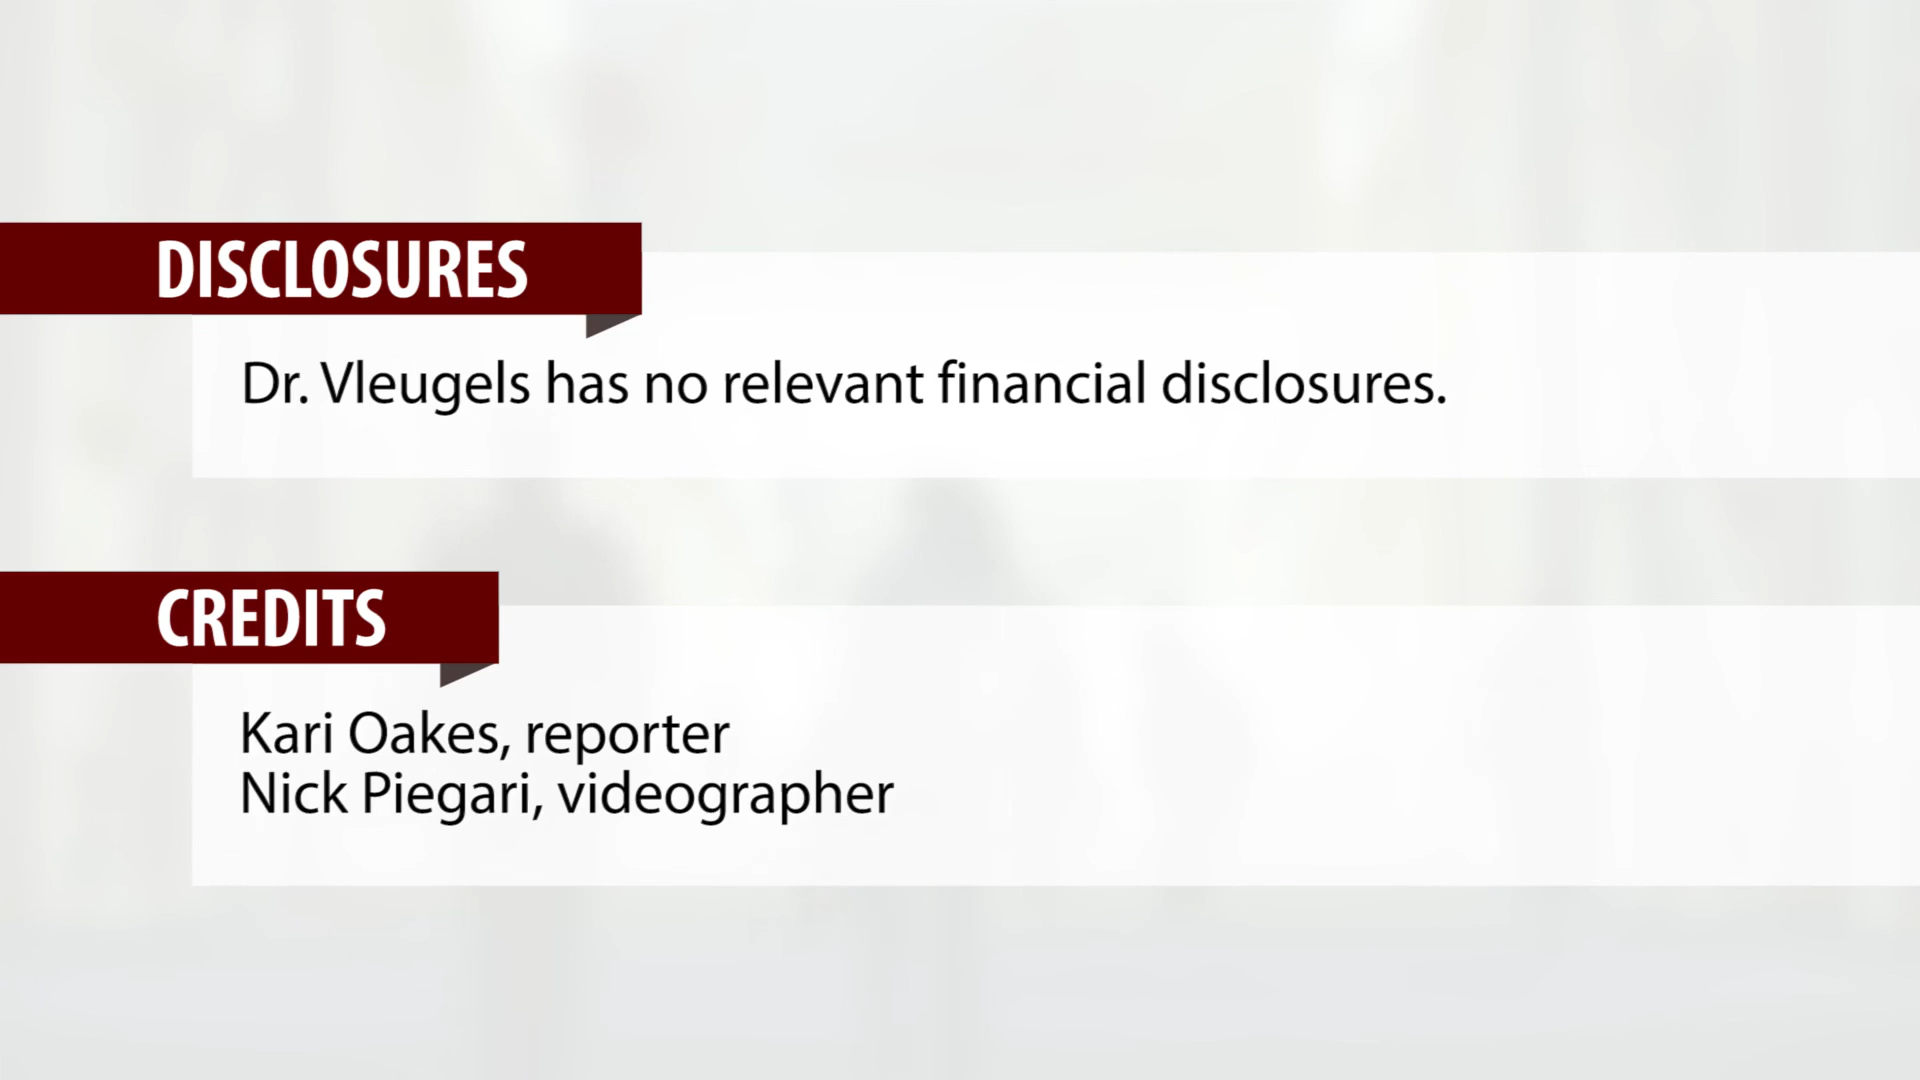 DISCLOSURES
Dr. Vleugels has no relevant financial disclosures.
CREDITS
Kari Oakes, reporter
Nick Piegari, videographer